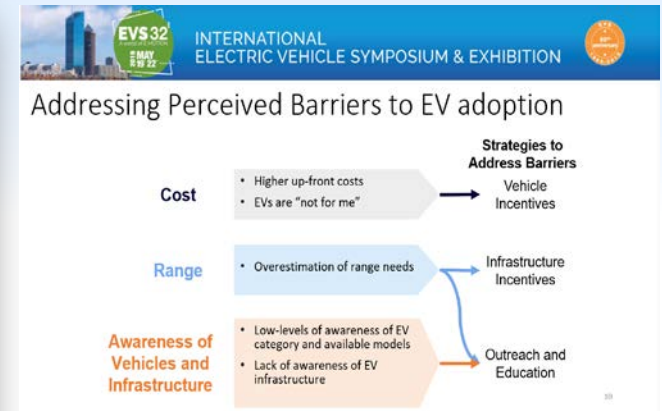 EVS32
MAY
19 22
INTERNATIONAL
ELECTRIC VEHICLE SYMPOSIUM & EXHIBITION
Addressing Perceived Barriers to EV adoption
Strategies to
Address Barriers
Cost
• Higher up-front costs
• EVs are "not for me"
Vehicle
Incentives
Range
• Overestimation of range needs
Infrastructure
Incentives
Awareness of
Vehicles and
Infrastructure
• Low-levels of awareness of EV
category and available models
• Lack of awareness of EV
infrastructure
Outreach and
Education